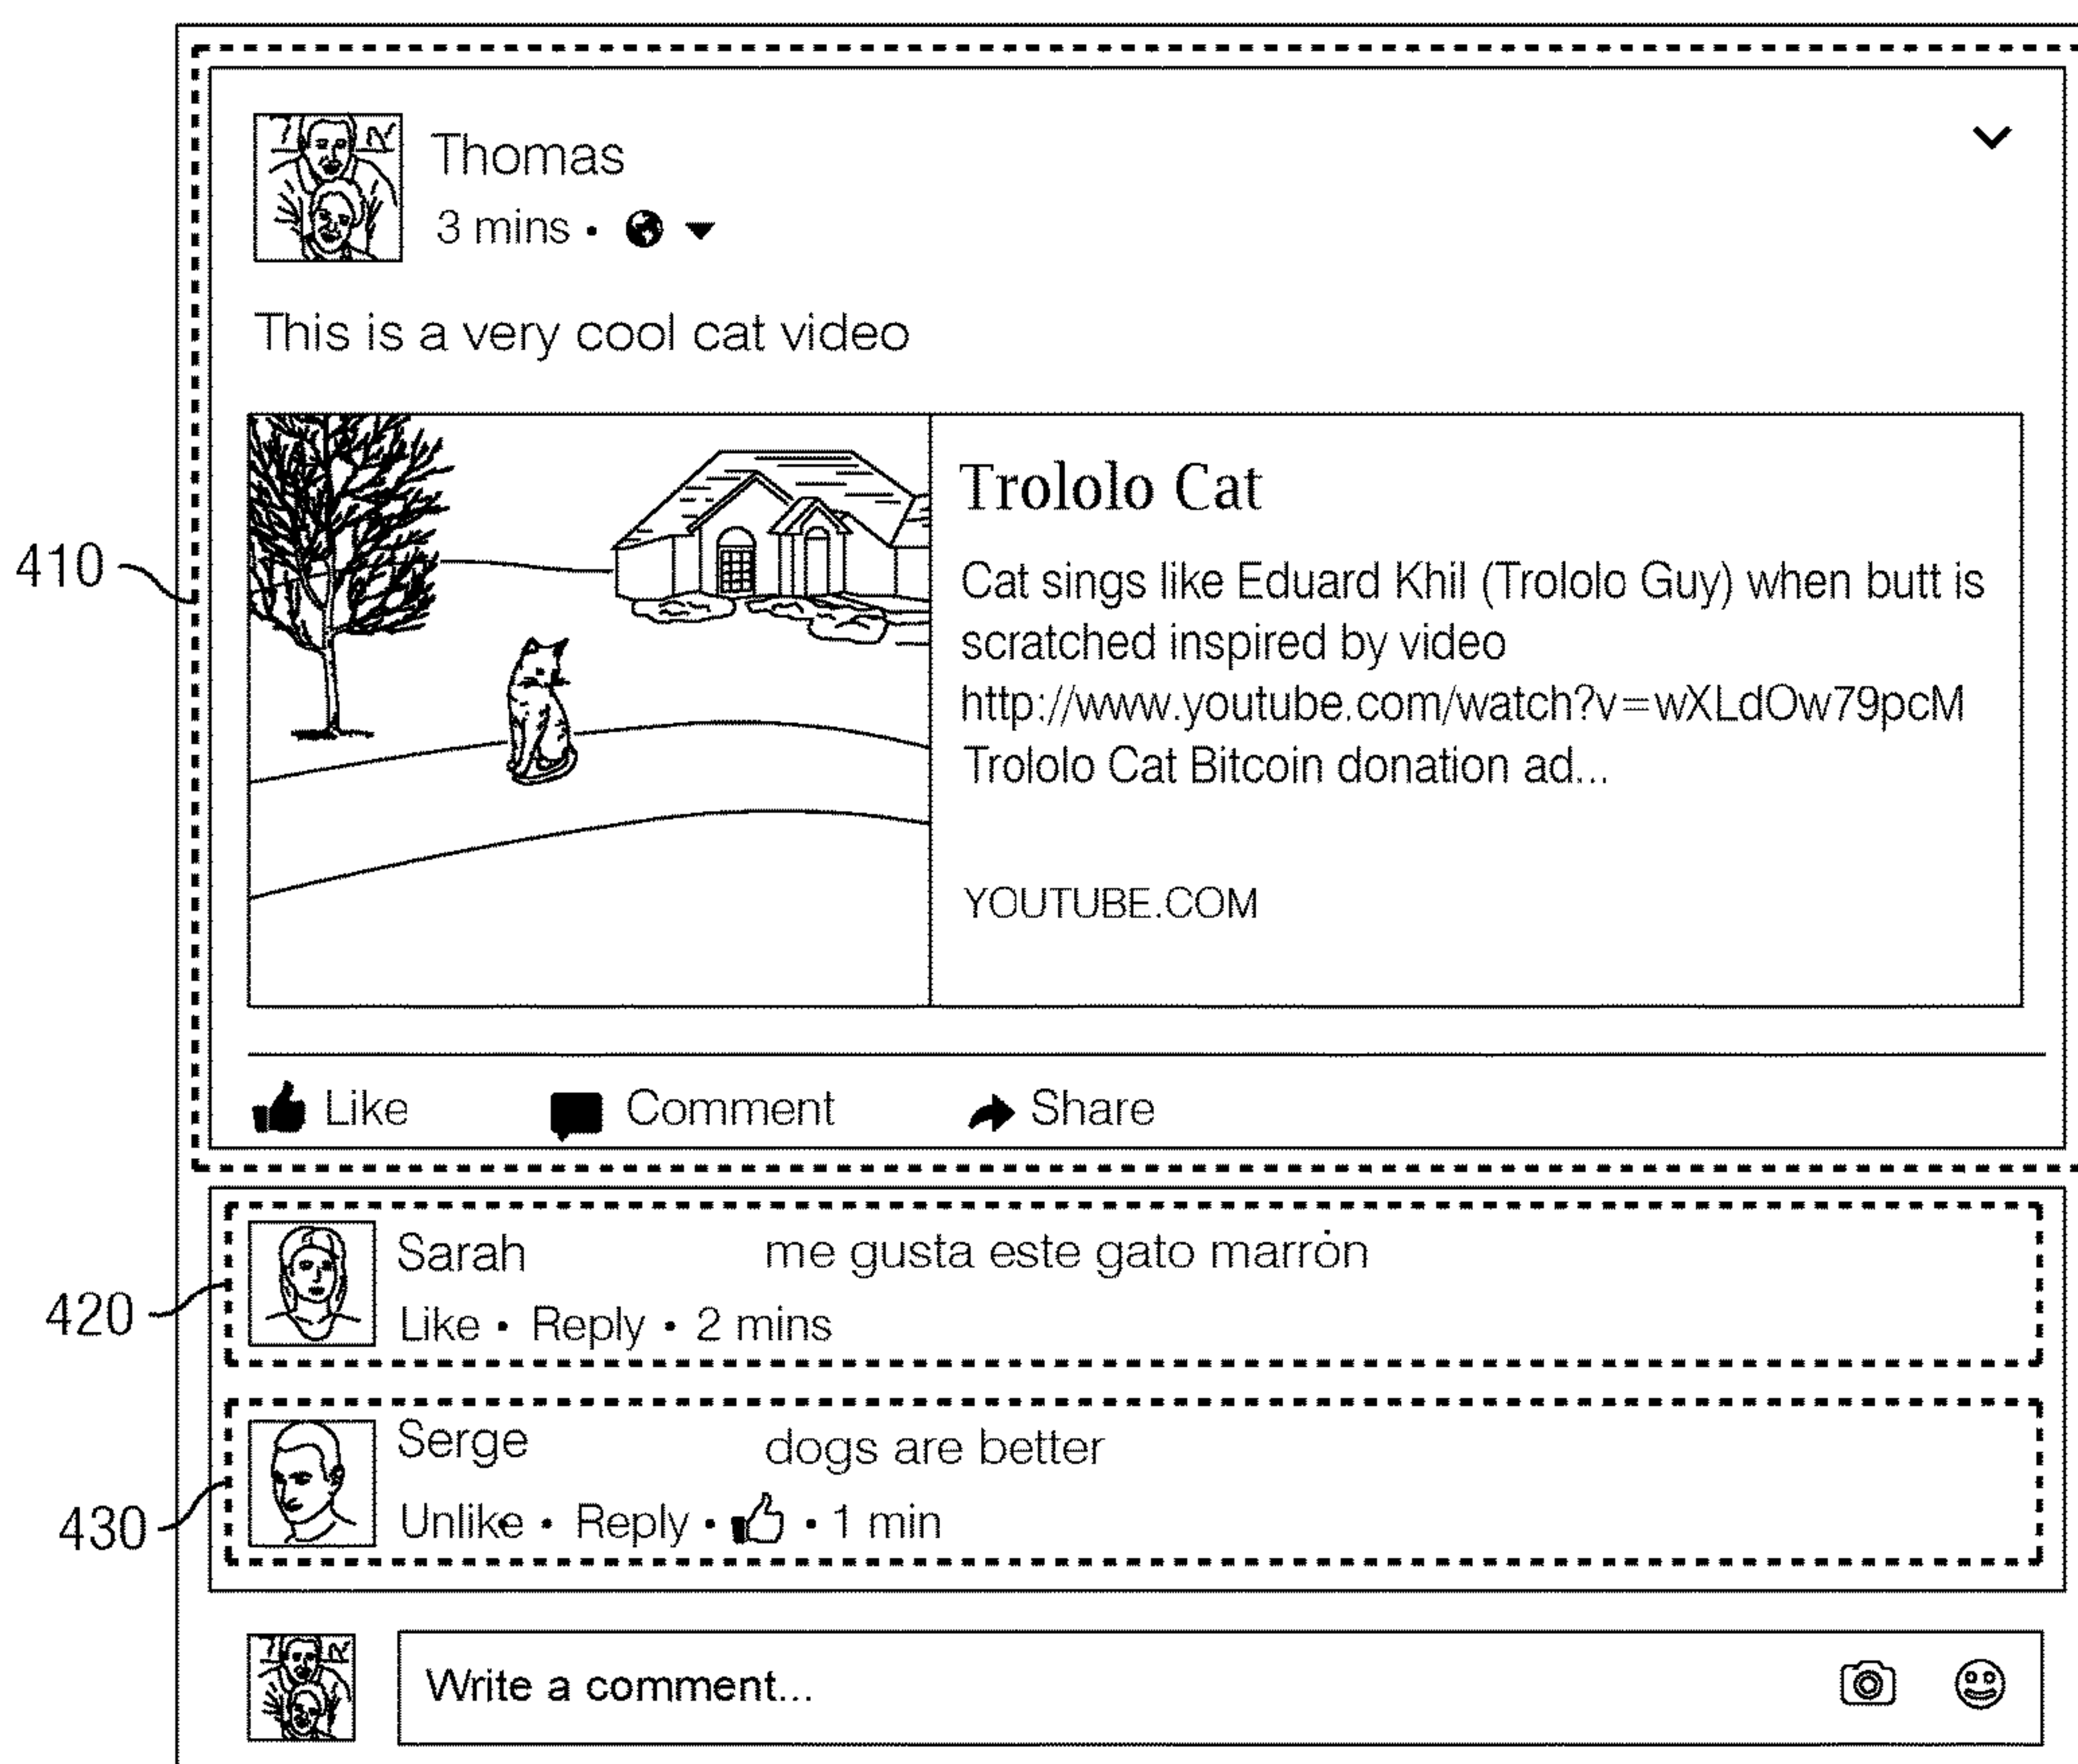 Thomas
3 mins •
This is a very cool cat video
Trololo Cat
Cat sings like Eduard Khil (Trololo Guy) when butt is
scratched inspired by video
http://www.youtube.com/watch?v=wXLdOw79pcM
Trololo Cat Bitcoin donation ad...
YOUTUBE.COM
410
Like Comment Share
Sarah me gusta este gato marrón
Like • Reply • 2 mins
420
Serge dogs are better
Unlike • Reply • • 1 min
430
Write a comment...